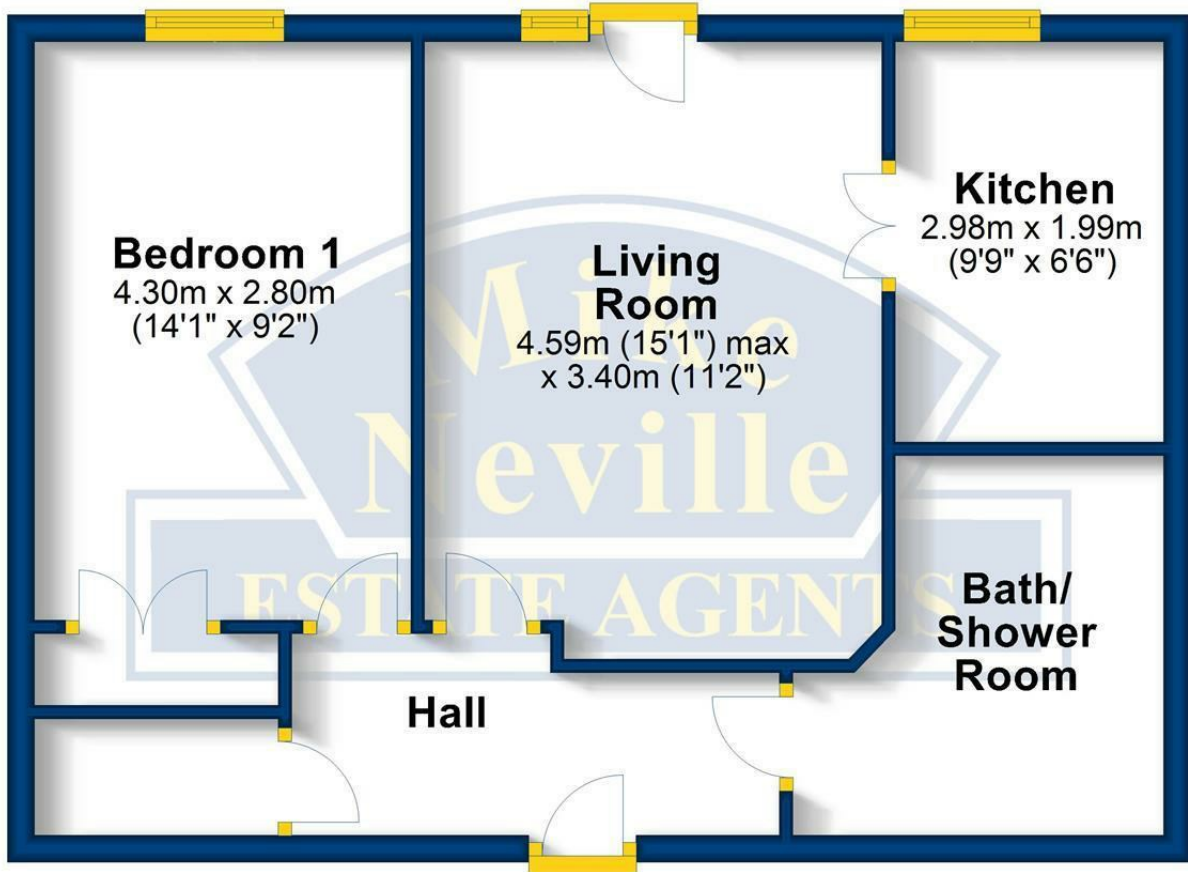 Bedroom 1
4.30m x 2.80m
(14'1" x 9'2")
Living
Room
4.59m (15'1") max
x 3.40m (11'2")
Kitchen
2.98m x 1.99m
(9'9" x 6'6")
Bath/
Shower
Room
Hall
Mike
Neville
ESTATE AGENTS